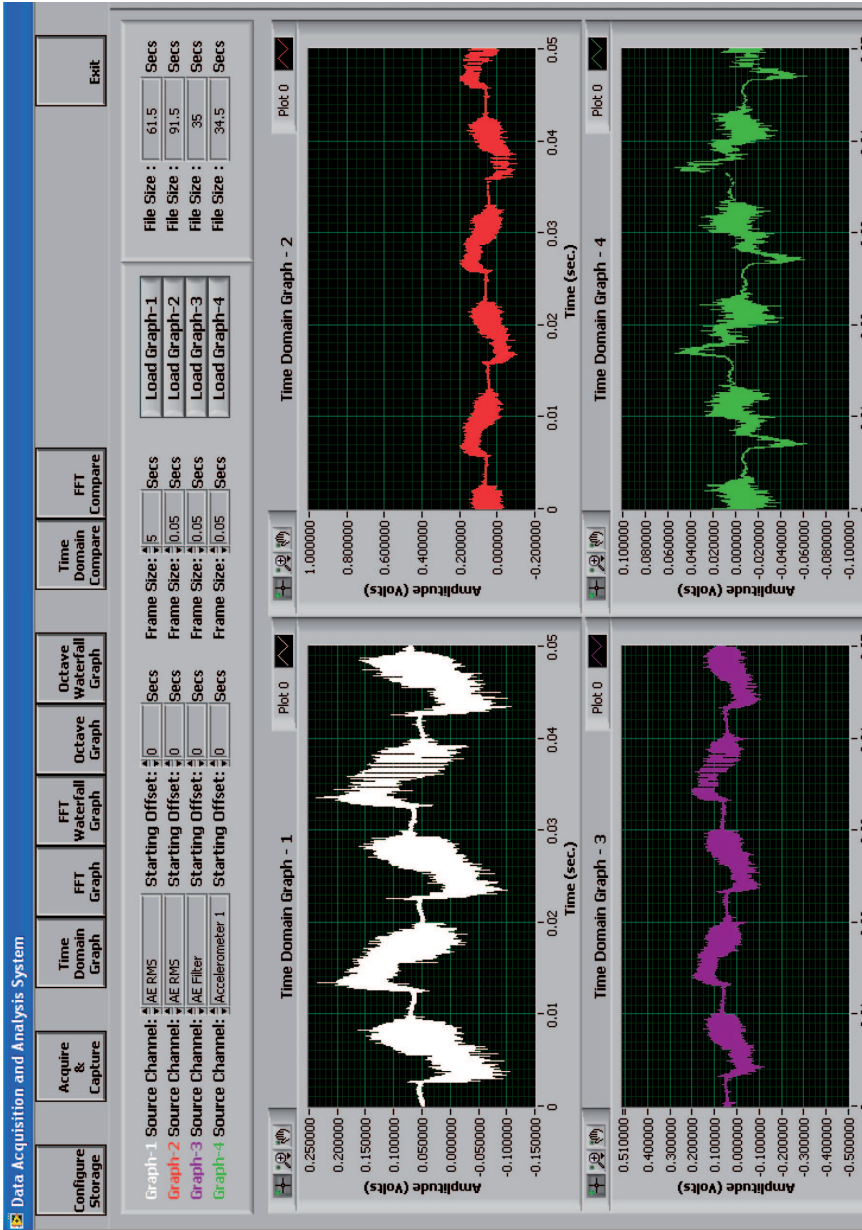 Data Acquisition and Analysis System
Configure
Storage
Acquire
&
Capture
Time
Domain
Graph
FFT
Graph
FFT
Waterfall
Graph
Octave
Graph
Octave
Waterfall
Graph
Time
Domain
Compare
FFT
Compare
Exit
Graph-1 Source Channel: AE RMS Starting Offset: 0 Secs Frame Size: 5 Secs Load Graph-1 File Size : 61.5 Secs
Graph-2 Source Channel: AE RMS Starting Offset: 0 Secs Frame Size: 0.05 Secs Load Graph-2 File Size : 91.5 Secs
Graph-3 Source Channel: AE Filter Starting Offset: 0 Secs Frame Size: 0.05 Secs Load Graph-3 File Size : 35 Secs
Graph-4 Source Channel: Accelerometer 1 Starting Offset: 0 Secs Frame Size: 0.05 Secs Load Graph-4 File Size : 34.5 Secs
Time Domain Graph - 1
Plot 0
Amplitude (Volts)
0.250000
0.200000
0.150000
0.100000
0.050000
0.000000
-0.050000
-0.100000
-0.150000
0 0.01 0.02 0.03 0.04 0.05
Time (sec.)
Time Domain Graph - 2
Plot 0
Amplitude (Volts)
1.000000
0.800000
0.600000
0.400000
0.200000
0.000000
-0.200000
0 0.01 0.02 0.03 0.04 0.05
Time (sec.)
Time Domain Graph - 3
Plot 0
Amplitude (Volts)
0.510000
0.400000
0.300000
0.200000
0.100000
0.000000
-0.100000
-0.200000
-0.300000
-0.400000
-0.500000
Time Domain Graph - 4
Plot 0
Amplitude (Volts)
0.100000
0.080000
0.060000
0.040000
0.020000
0.000000
-0.020000
-0.040000
-0.060000
-0.080000
-0.100000